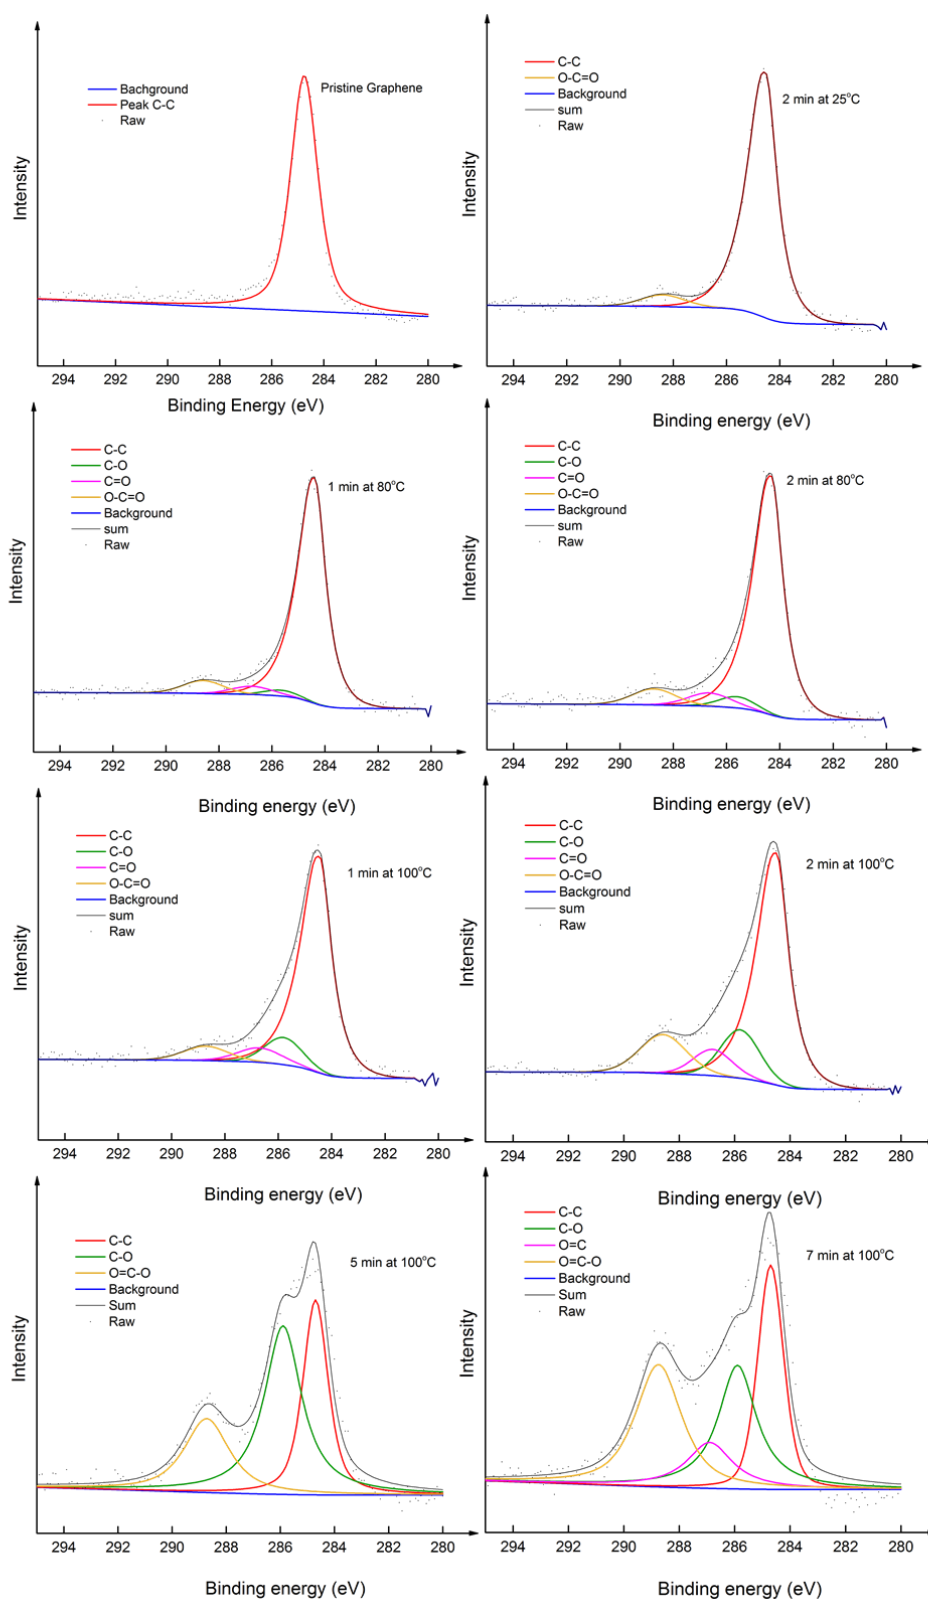 Intensity
Bachground
Peak C-C
Raw
Pristine Graphene
294 292 290 288 286 284 282 280
Binding Energy (eV)
Intensity
C-C
O-C=O
Background
sum
Raw
2 min at 25°C
294 292 290 288 286 284 282 280
Binding energy (eV)
Intensity
C-C
C-O
C=O
O-C=O
Background
sum
Raw
1 min at 80°C
294 292 290 288 286 284 282 280
Binding energy (eV)
Intensity
C-C
C-O
C=O
O-C=O
Background
sum
Raw
2 min at 80°C
294 292 290 288 286 284 282 280
Binding energy (eV)
Intensity
C-C
C-O
C=O
O-C=O
Background
sum
Raw
1 min at 100°C
294 292 290 288 286 284 282 280
Binding energy (eV)
Intensity
C-C
C-O
C=O
O-C=O
Background
sum
Raw
2 min at 100°C
294 292 290 288 286 284 282 280
Binding energy (eV)
Intensity
C-C
C-O
O=C-O
Background
Sum
Raw
5 min at 100°C
294 292 290 288 286 284 282 280
Binding energy (eV)
Intensity
C-C
C-O
O=C
O=C-O
Background
Sum
Raw
7 min at 100°C
294 292 290 288 286 284 282 280
Binding energy (eV)